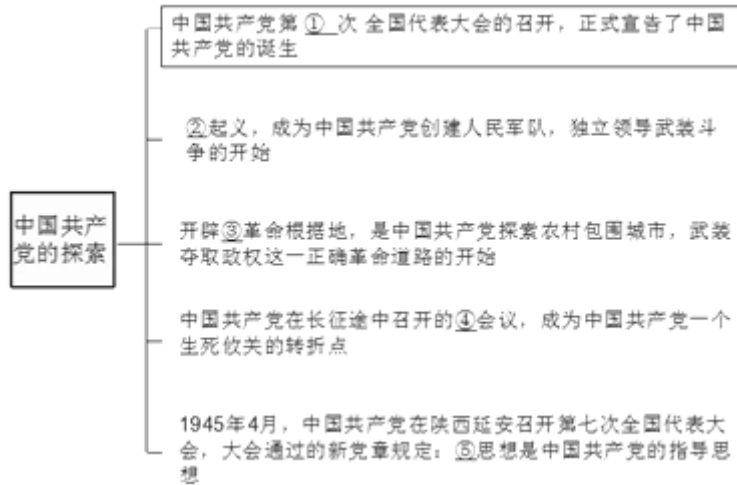 中国共产党第 ① 次 全国代表大会的召开，正式宣告了中国
共产党的诞生
②起义，成为中国共产党创建人民军队，独立领导武装斗
争的开始
中国共产
党的探索
开辟③革命根据地，是中国共产党探索农村包围城市，武装
夺取政权这一正确革命道路的开始
中国共产党在长征途中召开的④会议，成为中国共产党一个
生死攸关的转折点
1945年4月，中国共产党在陕西延安召开第七次全国代表大
会，大会通过的新党章规定：⑤思想是中国共产党的指导思
想